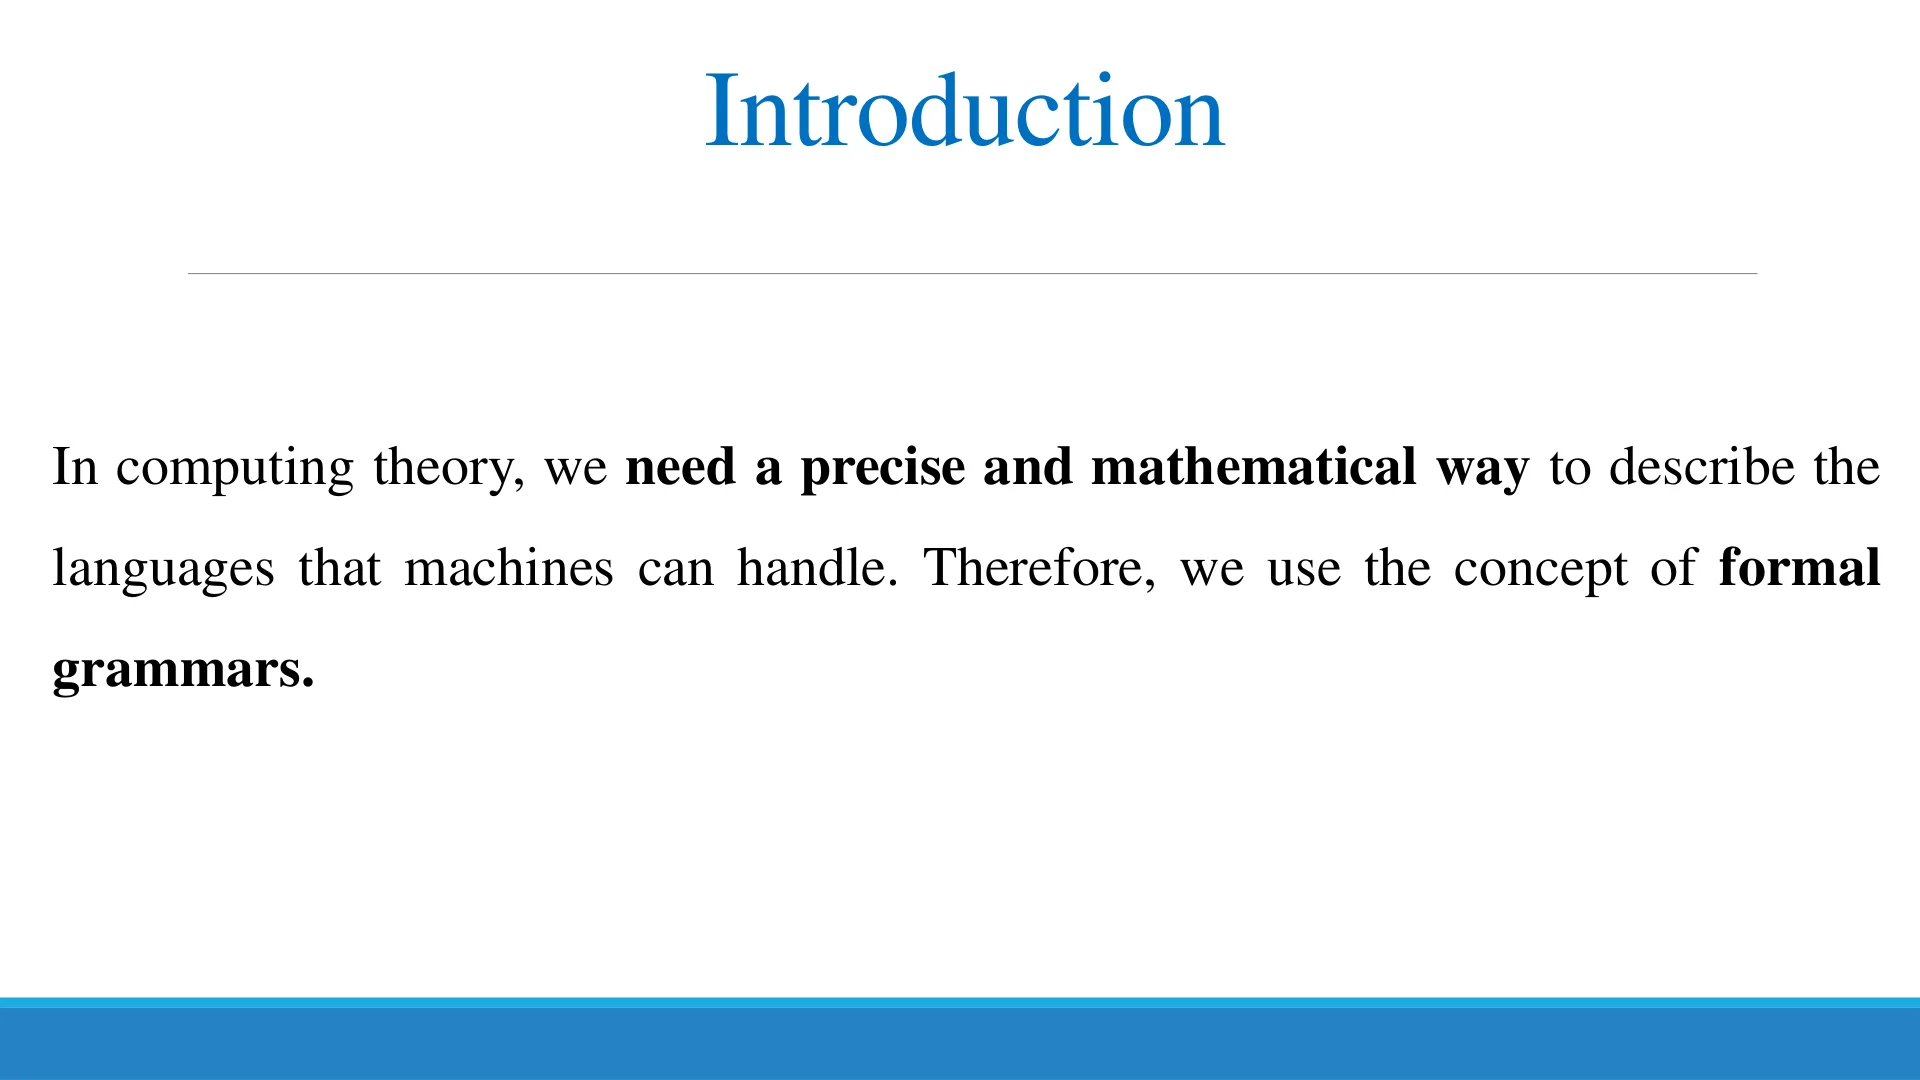 Introduction
In computing theory, we need a precise and mathematical way to describe the
languages that machines can handle. Therefore, we use the concept of formal
grammars.